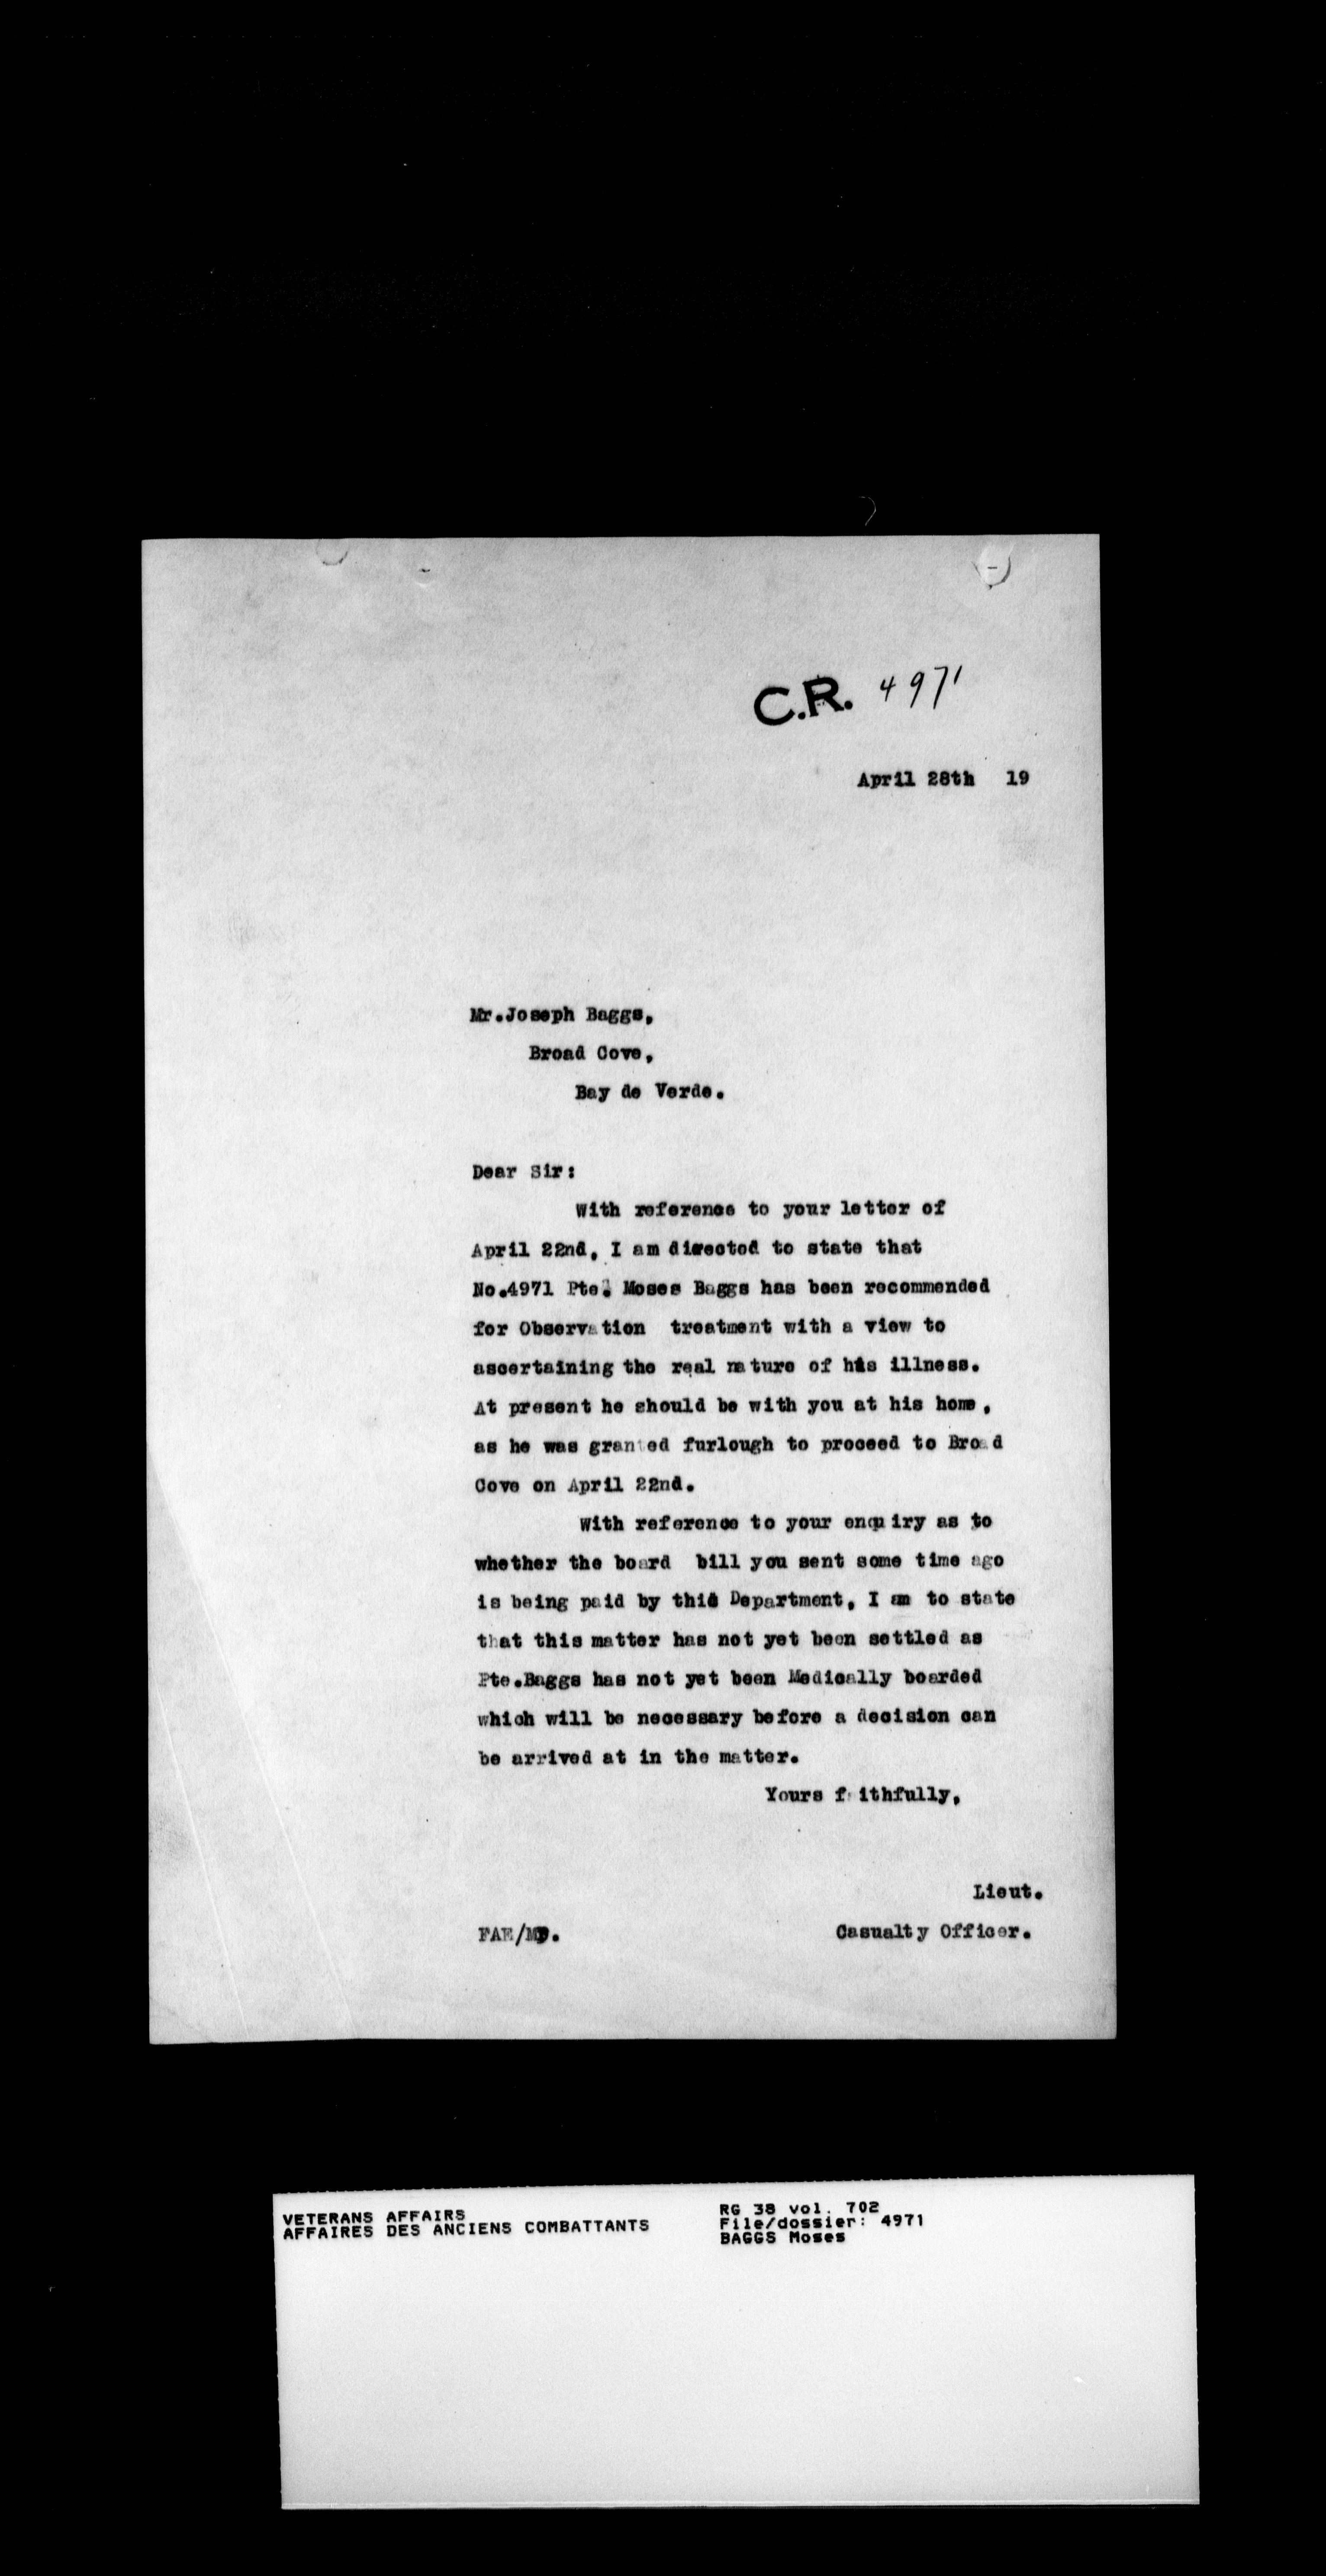 C.R. 4971
April 28th 19
Mr.Joseph Baggs,
Broad Cove,
Bay de Verde.
Dear Sir:
With reference to your letter of
April 22nd, I am directed to state that
No.4971 Pte. Moses Baggs has been recommended
for Observation treatment with a view to
ascertaining the real nature of his illness.
At present he should be with you at his home,
as he was granted furlough to proceed to Broad
Cove on April 22nd.
With reference to your enquiry as to
whether the board bill you sent some time ago
is being paid by this Department, I am to state
that this matter has not yet been settled as
Pte.Baggs has not yet been Medically boarded
which will be necessary before a decision can
be arrived at in the matter.
Yours faithfully,
Lieut.
Casualty Officer.
VETERANS AFFAIRS
AFFAIRES DES ANCIENS COMBATTANTS
RG 38 vol. 702
File/dossier: 4971
BAGGS Moses